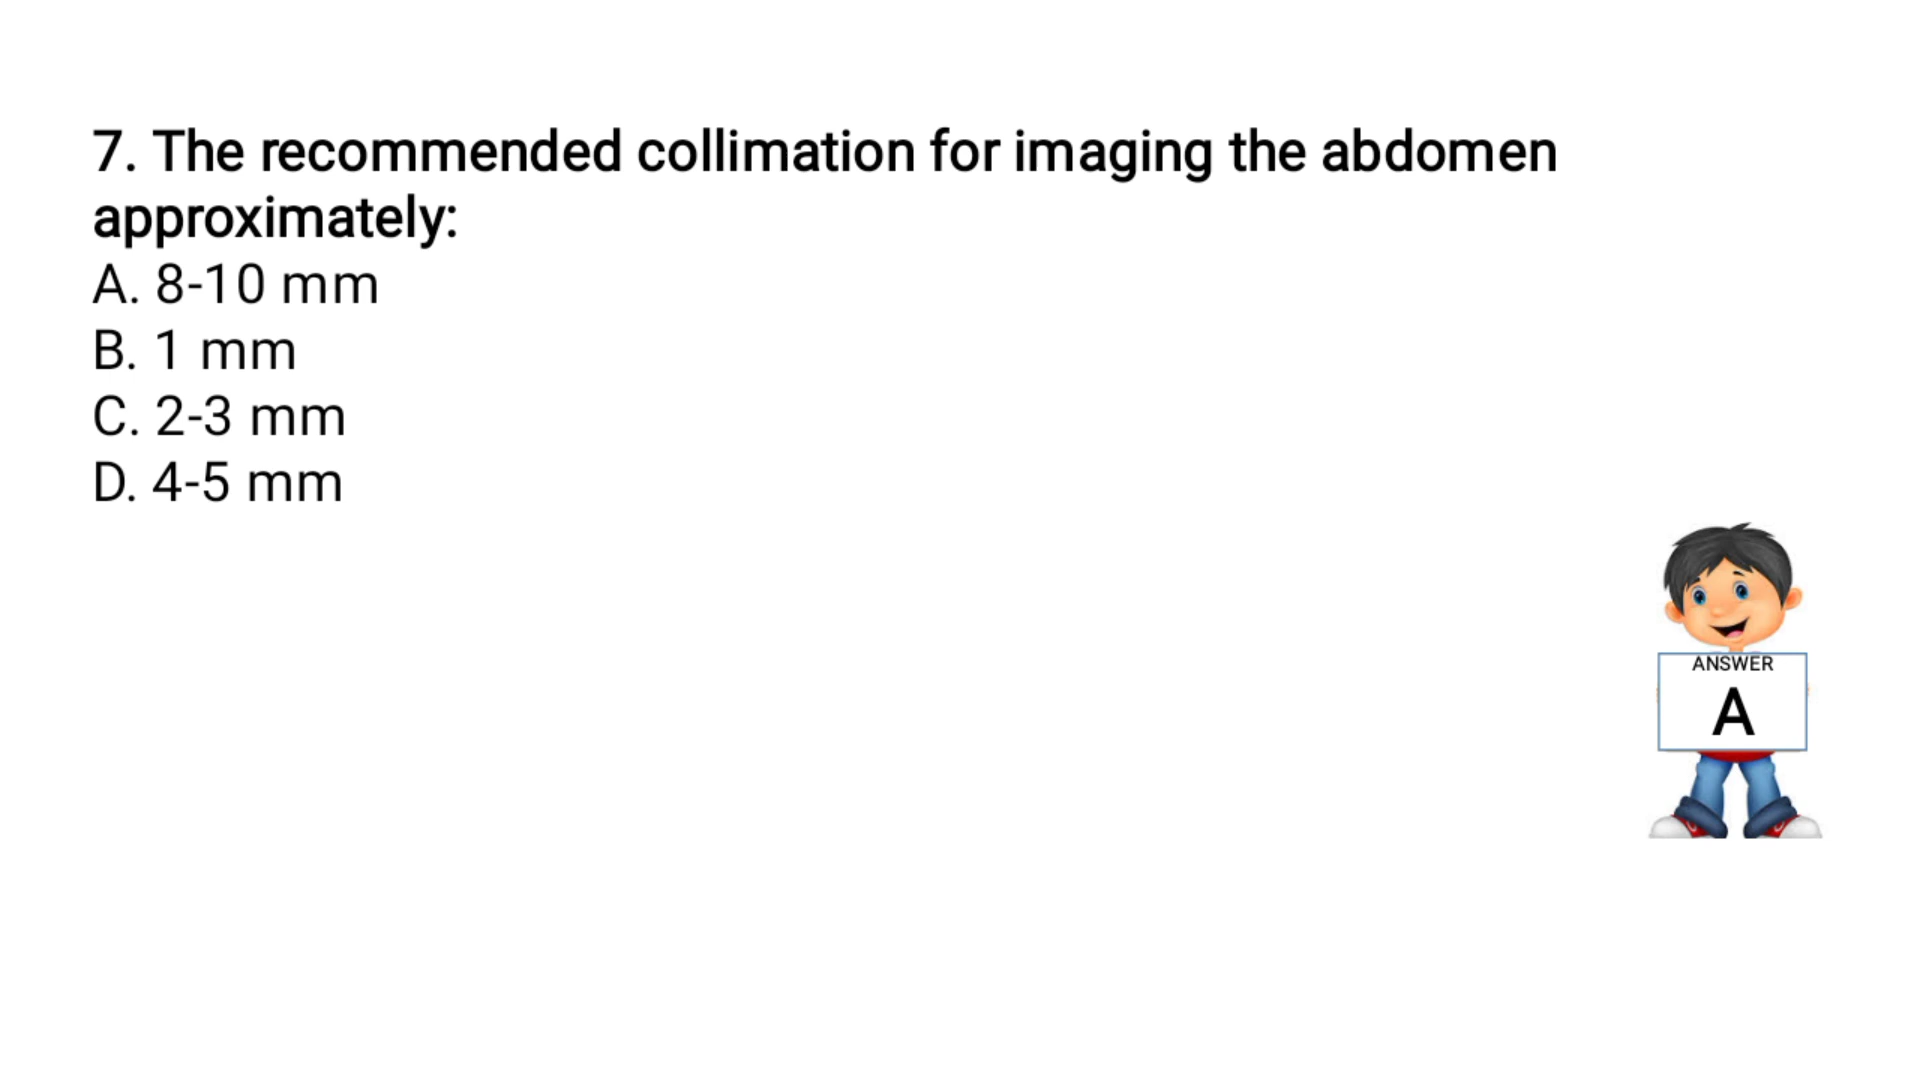 7. The recommended collimation for imaging the abdomen
approximately:
A. 8-10 mm
B. 1 mm
C. 2-3 mm
D. 4-5 mm
ANSWER
A